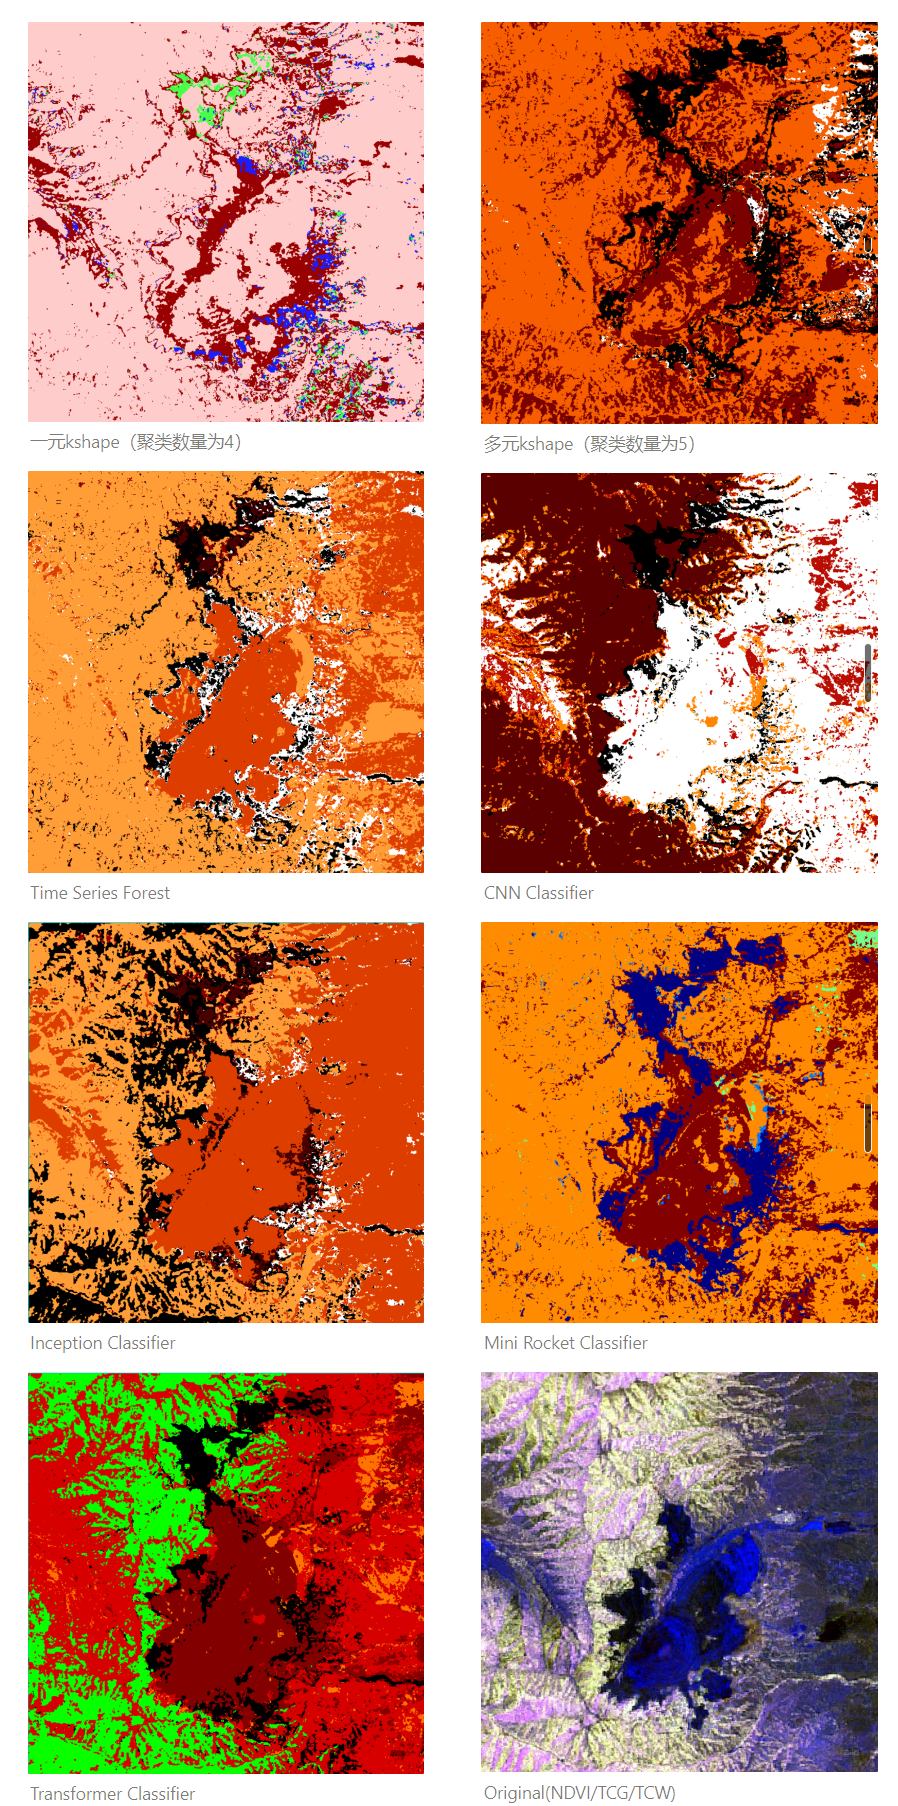 一元kshape（聚类数量为4）
多元kshape（聚类数量为5）
Time Series Forest
CNN Classifier
Inception Classifier
Mini Rocket Classifier
Transformer Classifier
Original(NDVI/TCG/TCW)